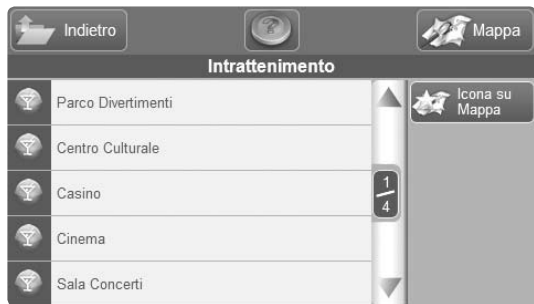 Indietro
?
Mappa
Intrattenimento
Parco Divertimenti
Icona su
Mappa
Centro Culturale
Casino
1
4
Cinema
Sala Concerti